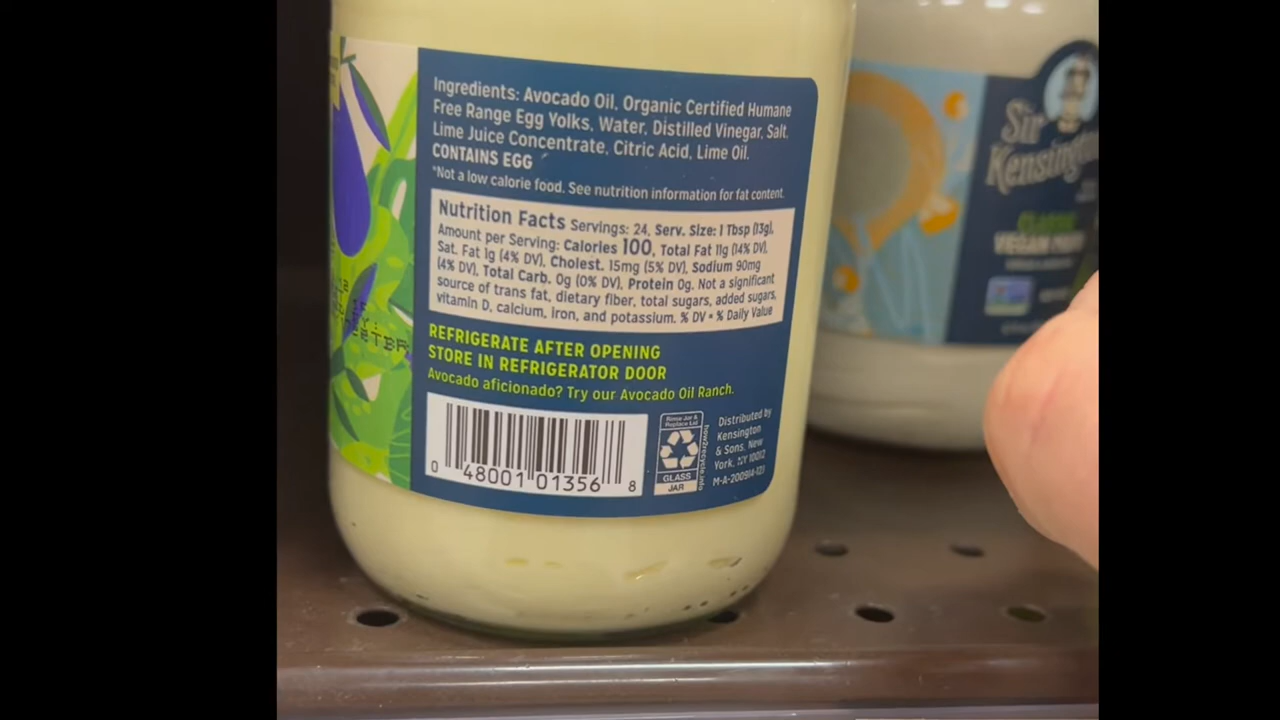 Ingredients: Avocado Oil, Organic Certified Humane
Free Range Egg Yolks, Water, Distilled Vinegar, Salt,
Lime Juice Concentrate, Citric Acid, Lime Oil.
CONTAINS EGG
*Not a low calorie food. See nutrition information for fat content.
Nutrition Facts Servings: 24, Serv. Size: 1 Tbsp (13g),
Amount per Serving: Calories 100, Total Fat 11g (14% DV),
Sat. Fat 1g (4% DV), Cholest. 15mg (5% DV), Sodium 90mg
(4% DV), Total Carb. 0g (0% DV), Protein 0g. Not a significant
source of trans fat, dietary fiber, total sugars, added sugars,
vitamin D, calcium, iron, and potassium. % DV = % Daily Value
REFRIGERATE AFTER OPENING
STORE IN REFRIGERATOR DOOR
Avocado aficionado? Try our Avocado Oil Ranch.
0 48001 01356 8
Rinse Jar &
Replace Lid
GLASS
JAR
how2recycle.info
Distributed by
Kensington
& Sons, New
York, NY 10012
Sir
CLASSIC
VEGAN